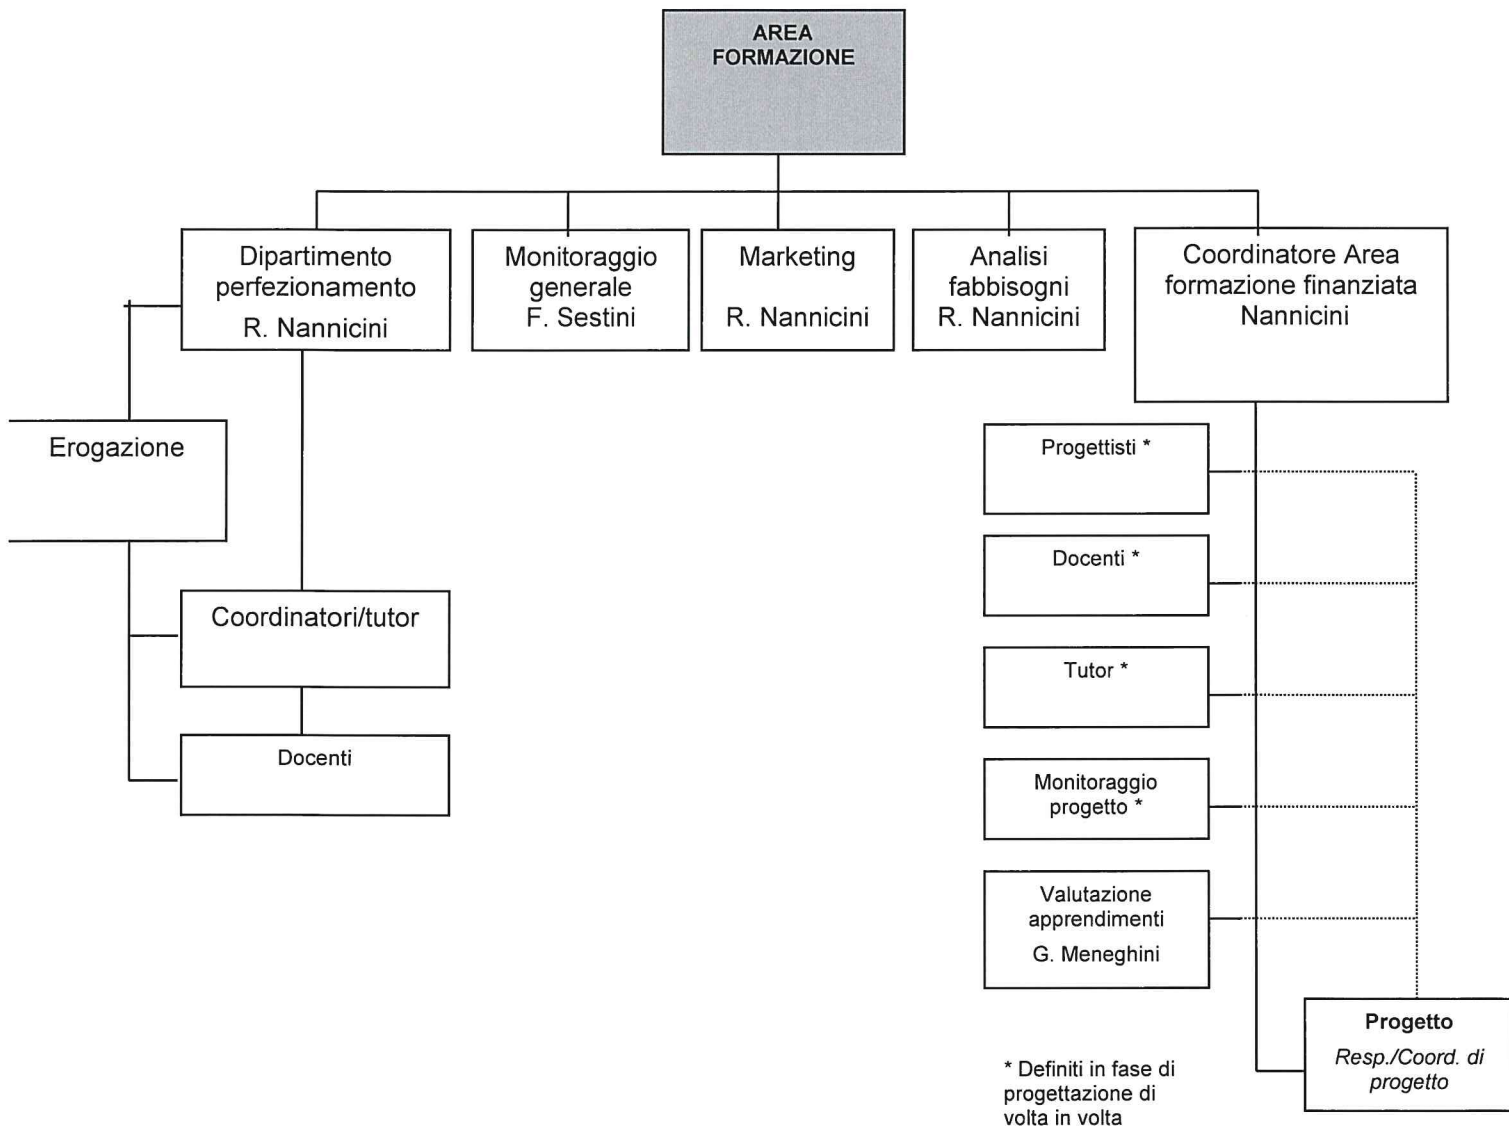 AREA
FORMAZIONE
Dipartimento
perfezionamento
R. Nannicini
Monitoraggio
generale
F. Sestini
Marketing
R. Nannicini
Analisi
fabbisogni
R. Nannicini
Coordinatore Area
formazione finanziata
Nannicini
Erogazione
Coordinatori/tutor
Docenti
Progettisti *
Docenti *
Tutor *
Monitoraggio
progetto *
Valutazione
apprendimenti
G. Meneghini
Progetto
Resp./Coord. di
progetto
* Definiti in fase di
progettazione di
volta in volta